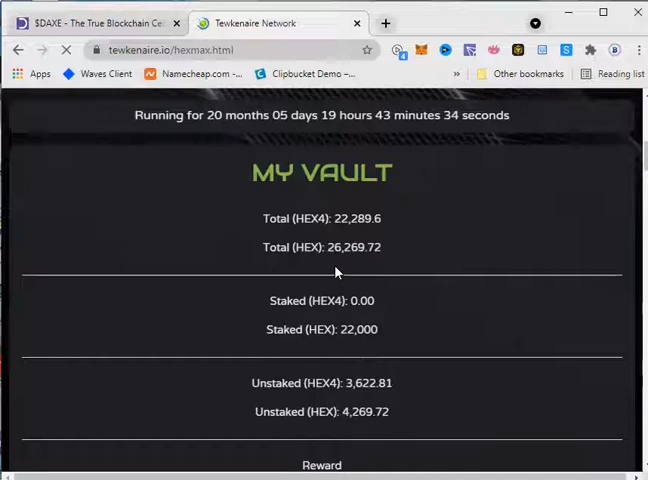 $DAXE - The True Blockchain Ce
Tewkenaire Network
tewkenaire.io/hexmax.html
4
Apps
Waves Client
Namecheap.com -...
Clipbucket Demo –...
»
Other bookmarks
Reading list
Running for 20 months 05 days 19 hours 43 minutes 34 seconds
MY VAULT
Total (HEX4): 22,289.6
Total (HEX): 26,269.72
Staked (HEX4): 0.00
Staked (HEX): 22,000
Unstaked (HEX4): 3,622.81
Unstaked (HEX): 4,269.72
Reward